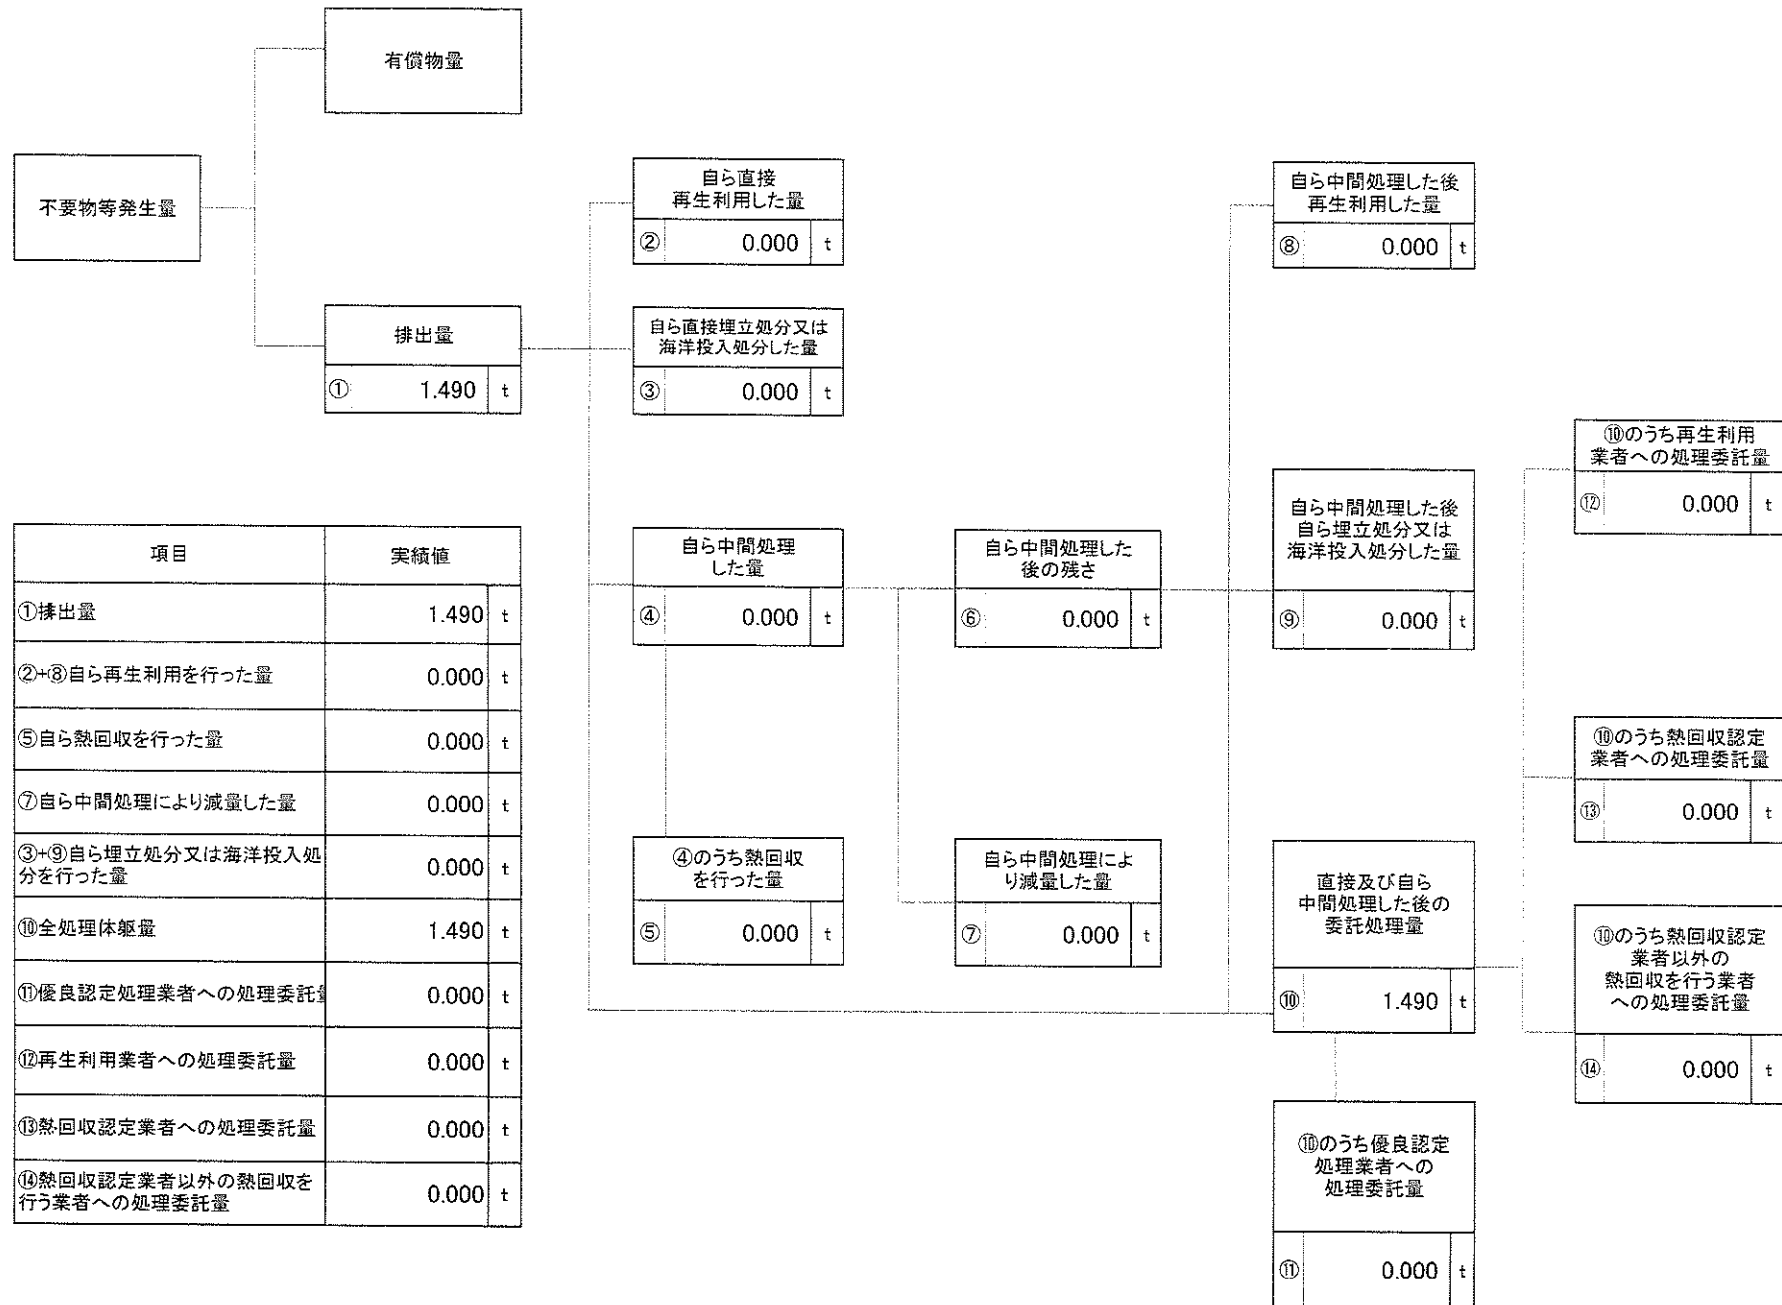 有償物量
不要物等発生量
排出量
① 1.490 t
自ら直接
再生利用した量
② 0.000 t
自ら直接埋立処分又は
海洋投入処分した量
③ 0.000 t
自ら中間処理
した量
④ 0.000 t
④のうち熱回収
を行った量
⑤ 0.000 t
自ら中間処理した
後の残さ
⑥ 0.000 t
自ら中間処理によ
り減量した量
⑦ 0.000 t
自ら中間処理した後
再生利用した量
⑧ 0.000 t
自ら中間処理した後
自ら埋立処分又は
海洋投入処分した量
⑨ 0.000 t
直接及び自ら
中間処理した後の
委託処理量
⑩ 1.490 t
⑩のうち優良認定
処理業者への
処理委託量
⑪ 0.000 t
⑩のうち再生利用
業者への処理委託量
⑫ 0.000 t
⑩のうち熱回収認定
業者への処理委託量
⑬ 0.000 t
⑩のうち熱回収認定
業者以外の
熱回収を行う業者
への処理委託量
⑭ 0.000 t
項目 実績値
①排出量 1.490 t
②+⑧自ら再生利用を行った量 0.000 t
⑤自ら熱回収を行った量 0.000 t
⑦自ら中間処理により減量した量 0.000 t
③+⑨自ら埋立処分又は海洋投入処
分を行った量 0.000 t
⑩全処理体躯量 1.490 t
⑪優良認定処理業者への処理委託量 0.000 t
⑫再生利用業者への処理委託量 0.000 t
⑬熱回収認定業者への処理委託量 0.000 t
⑭熱回収認定業者以外の熱回収を
行う業者への処理委託量 0.000 t